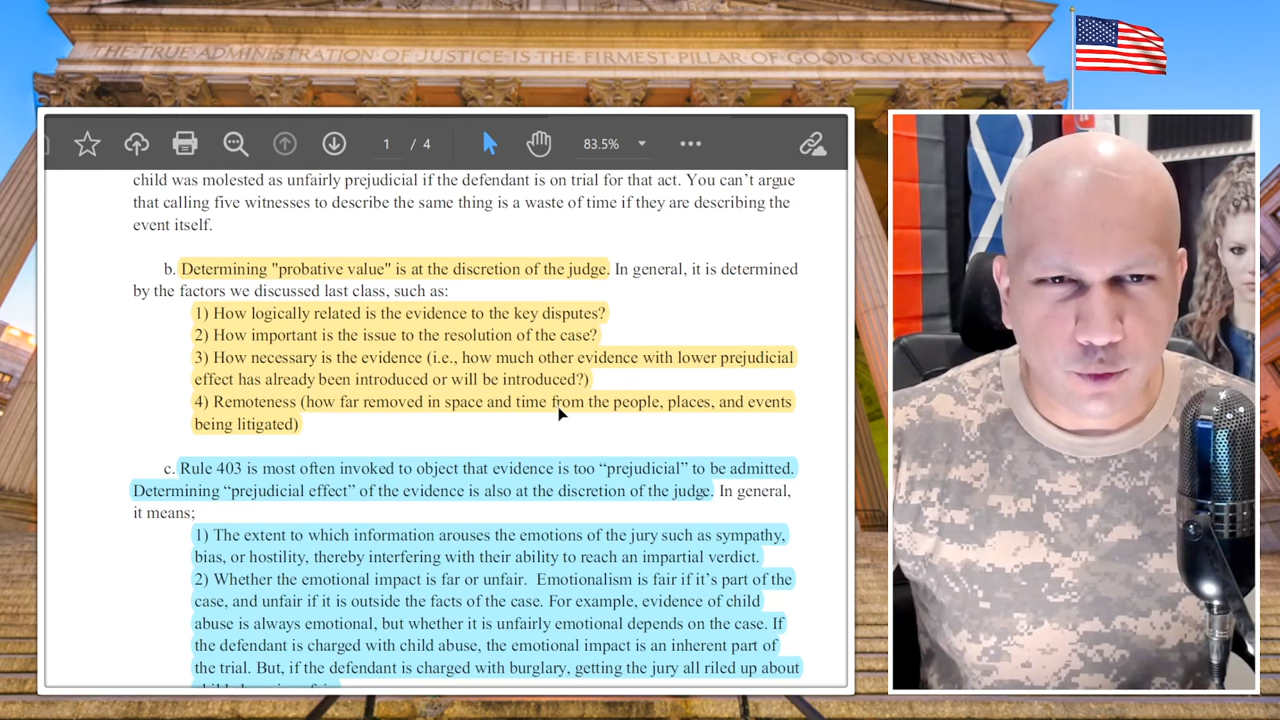 THE TRUE ADMINISTRATION OF JUSTICE IS THE FIRMEST PILLAR OF GOOD GOVERNMENT
1 / 4 83.5%
child was molested as unfairly prejudicial if the defendant is on trial for that act. You can’t argue
that calling five witnesses to describe the same thing is a waste of time if they are describing the
event itself.
b. Determining "probative value" is at the discretion of the judge. In general, it is determined
by the factors we discussed last class, such as:
1) How logically related is the evidence to the key disputes?
2) How important is the issue to the resolution of the case?
3) How necessary is the evidence (i.e., how much other evidence with lower prejudicial
effect has already been introduced or will be introduced?)
4) Remoteness (how far removed in space and time from the people, places, and events
being litigated)
c. Rule 403 is most often invoked to object that evidence is too “prejudicial” to be admitted.
Determining “prejudicial effect” of the evidence is also at the discretion of the judge. In general,
it means;
1) The extent to which information arouses the emotions of the jury such as sympathy,
bias, or hostility, thereby interfering with their ability to reach an impartial verdict.
2) Whether the emotional impact is far or unfair. Emotionalism is fair if it’s part of the
case, and unfair if it is outside the facts of the case. For example, evidence of child
abuse is always emotional, but whether it is unfairly emotional depends on the case. If
the defendant is charged with child abuse, the emotional impact is an inherent part of
the trial. But, if the defendant is charged with burglary, getting the jury all riled up about